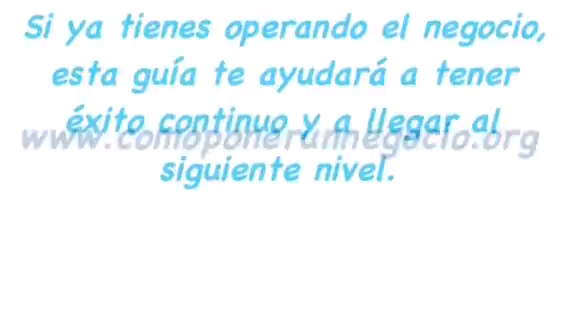 Si ya tienes operando el negocio,
esta guía te ayudará a tener
éxito continuo y a llegar al
www.comoponerunnegocio.org
siguiente nivel.